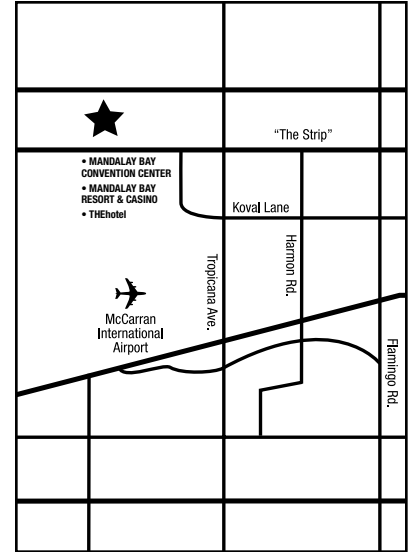 “The Strip”
• MANDALAY BAY
CONVENTION CENTER
• MANDALAY BAY
RESORT & CASINO
• THEhotel
Koval Lane
Tropicana Ave.
Harmon Rd.
McCarran
International
Airport
Flamingo Rd.